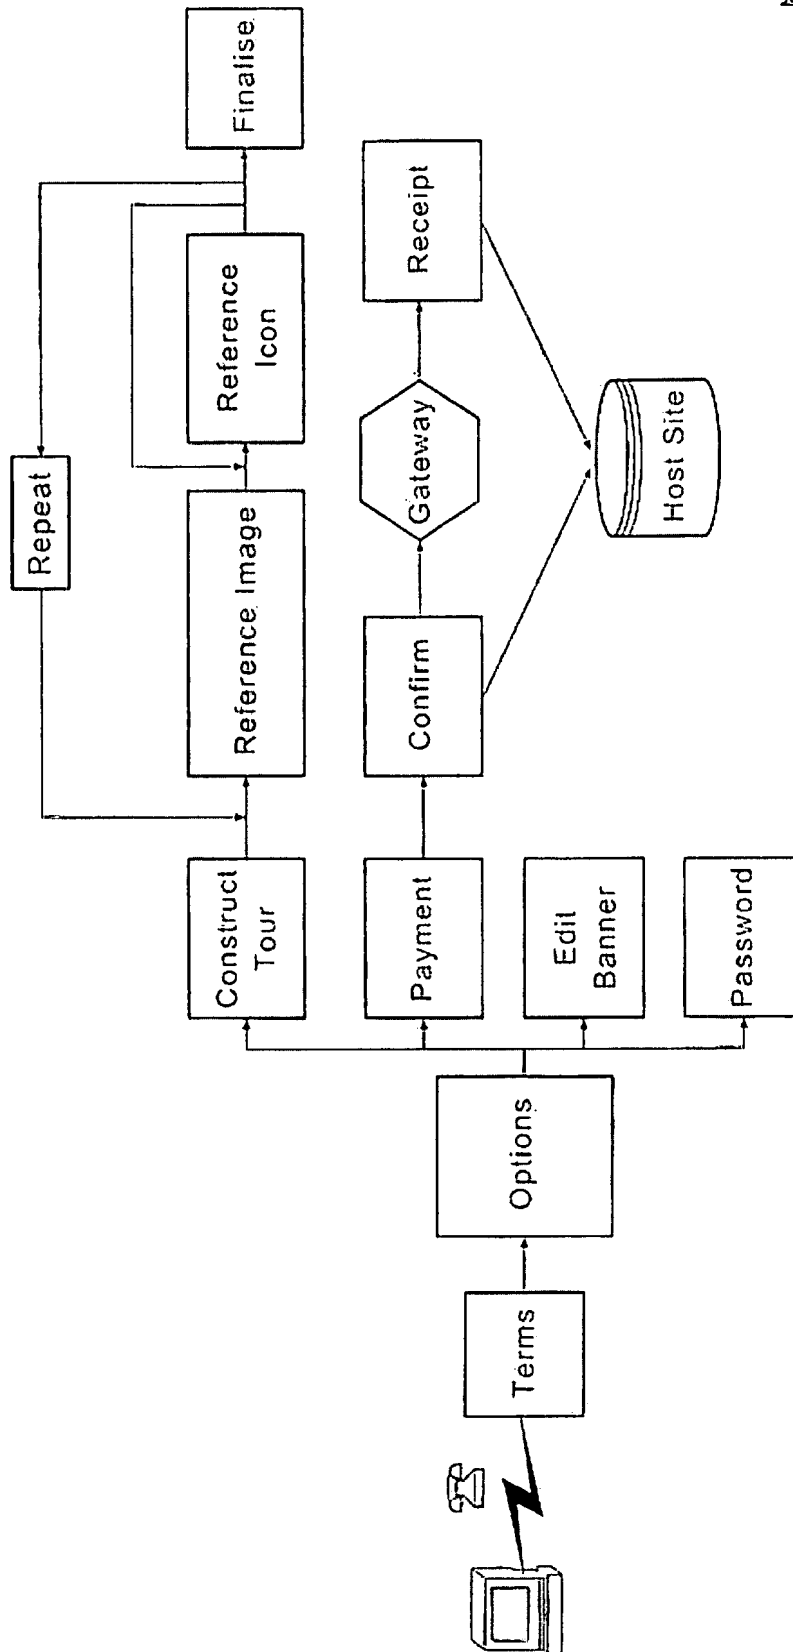 Terms
Options
Construct
Tour
Payment
Edit
Banner
Password
Repeat
Reference Image
Reference
Icon
Finalise
Confirm
Gateway
Receipt
Host Site